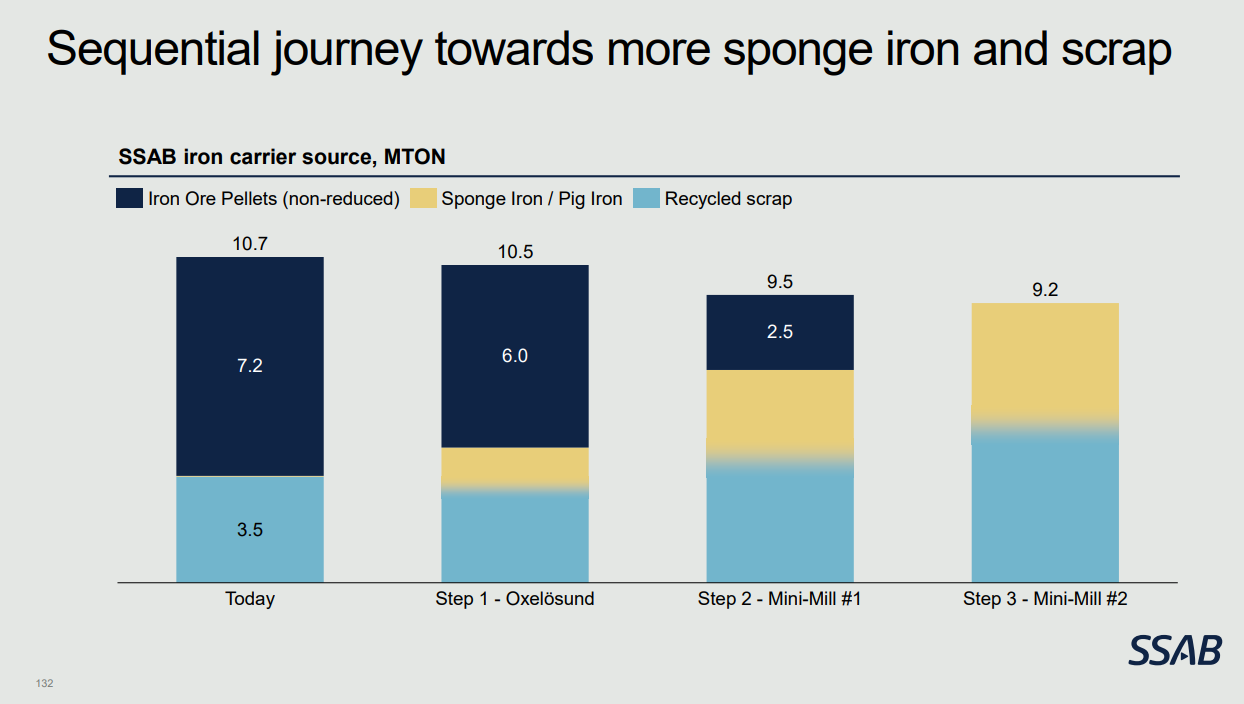 Sequential journey towards more sponge iron and scrap
SSAB iron carrier source, MTON
Iron Ore Pellets (non-reduced) Sponge Iron / Pig Iron Recycled scrap
10.7 10.5 9.5 9.2
7.2 6.0 2.5
3.5
Today Step 1 - Oxelösund Step 2 - Mini-Mill #1 Step 3 - Mini-Mill #2
SSAB
132